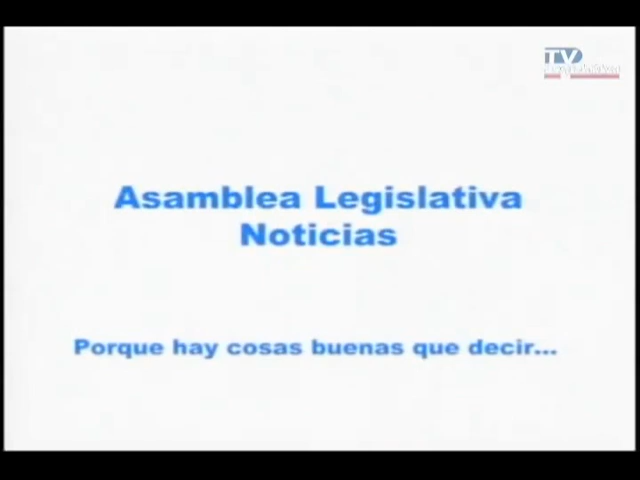 TV
Asamblea Legislativa
Noticias
Porque hay cosas buenas que decir...